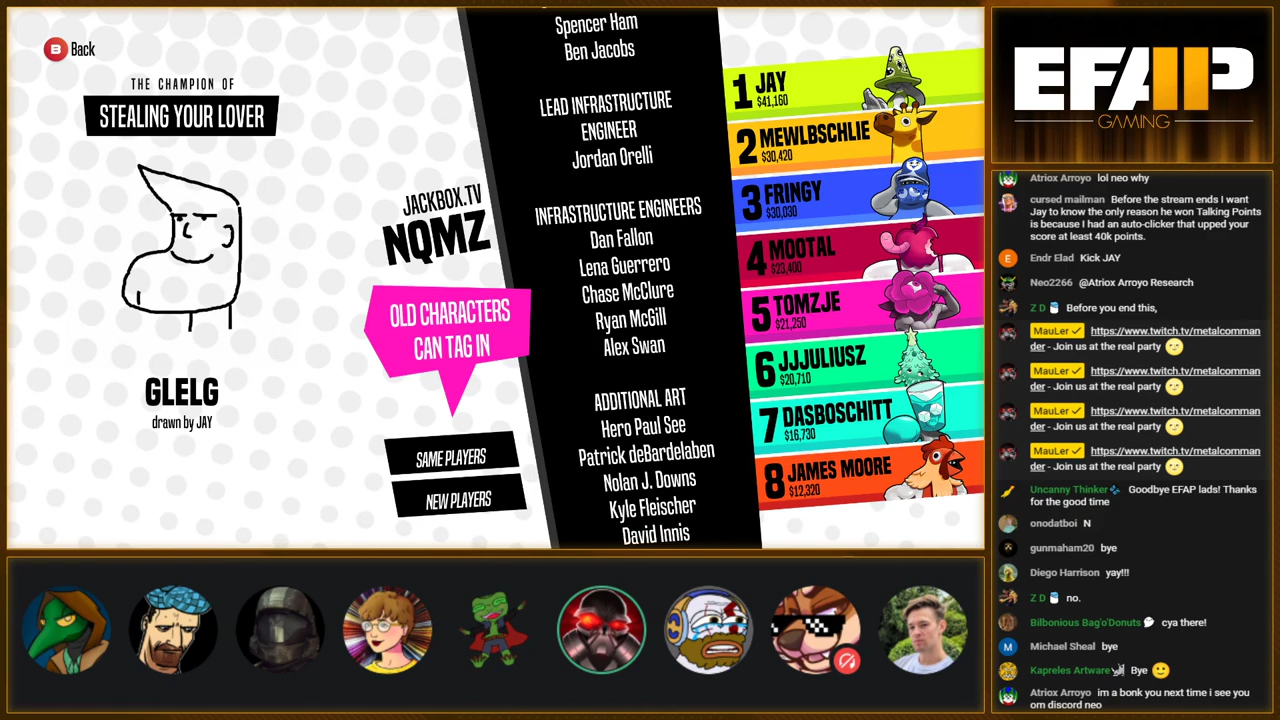 B Back
THE CHAMPION OF
STEALING YOUR LOVER
GLELG
drawn by JAY
JACKBOX.TV
NQMZ
OLD CHARACTERS
CAN TAG IN
SAME PLAYERS
NEW PLAYERS
Spencer Ham
Ben Jacobs
LEAD INFRASTRUCTURE
ENGINEER
Jordan Orelli
INFRASTRUCTURE ENGINEERS
Dan Fallon
Lena Guerrero
Chase McClure
Ryan McGill
Alex Swan
ADDITIONAL ART
Hero Paul See
Patrick deBardelaben
Nolan J. Downs
Kyle Fleischer
David Innis
1 JAY
$41,160
2 MEWLBSCHLIE
$30,420
3 FRINGY
$30,030
4 MOOTAL
$23,400
5 TOMZJE
$21,250
6 JJJULIUSZ
$20,710
7 DASBOSCHITT
$16,730
8 JAMES MOORE
$12,320
EFAP
GAMING
Atriox Arroyo lol neo why
cursed mailman Before the stream ends I want
Jay to know the only reason he won Talking Points
is because I had an auto-clicker that upped your
score at least 40k points.
E Endr Elad Kick JAY
Neo2266 @Atriox Arroyo Research
Z D Before you end this,
MauLer https://www.twitch.tv/metalcomman
der - Join us at the real party
MauLer https://www.twitch.tv/metalcomman
der - Join us at the real party
MauLer https://www.twitch.tv/metalcomman
der - Join us at the real party
MauLer https://www.twitch.tv/metalcomman
der - Join us at the real party
Uncanny Thinker Goodbye EFAP lads! Thanks
for the good time
onodatboi N
gunmaham20 bye
Diego Harrison yay!!!
Z D no.
Bilbonious Bag'o'Donuts cya there!
M Michael Sheal bye
Kapreles Artware Bye
Atriox Arroyo im a bonk you next time i see you
om discord neo